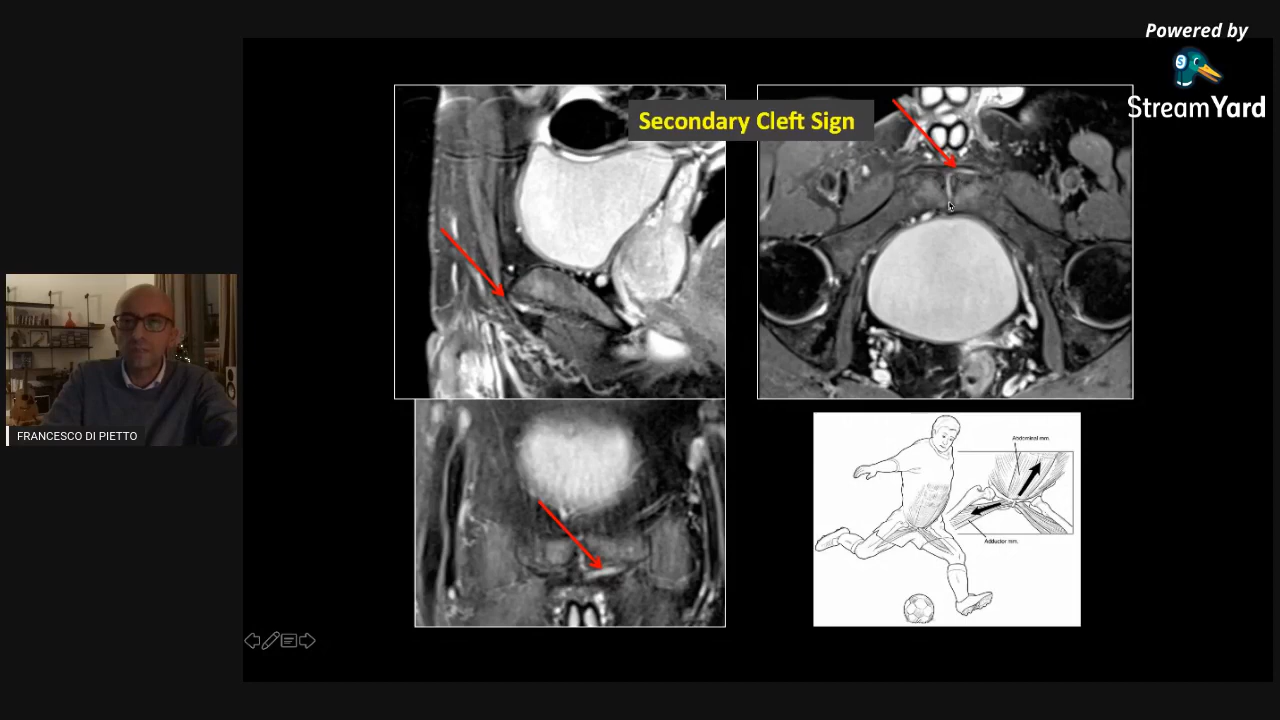 Powered by
StreamYard
Secondary Cleft Sign
FRANCESCO DI PIETTO
Abdominal mm.
Adductor mm.